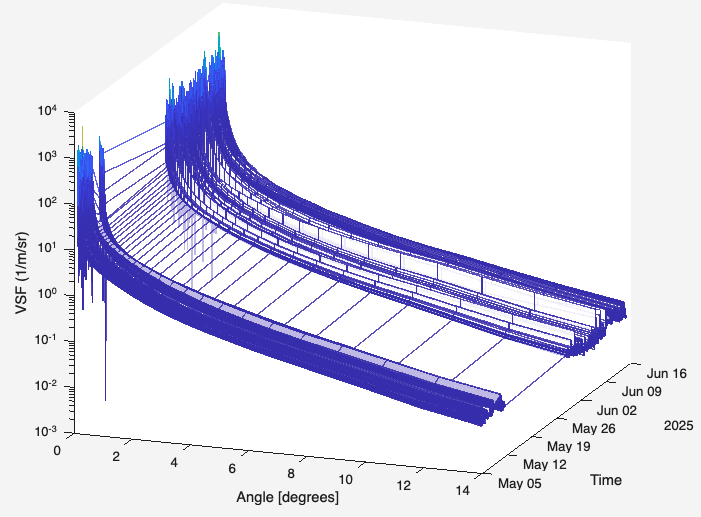 10⁴
10³
10²
10¹
10⁰
10⁻¹
10⁻²
10⁻³
VSF (1/m/sr)
0
2
4
6
8
10
12
14
Angle [degrees]
Jun 16
Jun 09
Jun 02
May 26
May 19
May 12
May 05
2025
Time